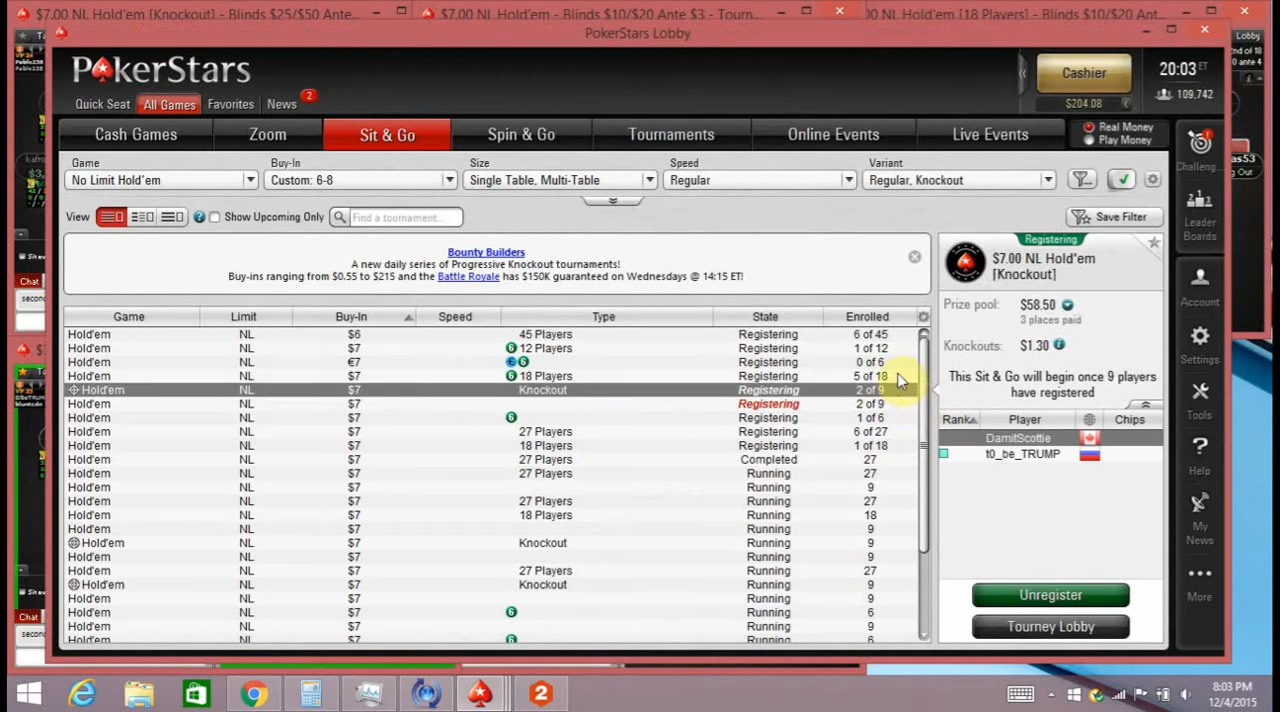 $7.00 NL Hold'em [Knockout] - Blinds $25/$50 Ante
$7.00 NL Hold'em - Blinds $10/$20 Ante $3 - Tourn
00 NL Hold'em [18 Players] - Blinds $10/$20 Ant
PokerStars Lobby
PokerStars
Cashier
$204.08
20:03 ET
109,742
Quick Seat All Games Favorites News 2
Cash Games Zoom Sit & Go Spin & Go Tournaments Online Events Live Events
Real Money
Play Money
Game Buy-In Size Speed Variant
No Limit Hold'em Custom: 6-8 Single Table, Multi-Table Regular Regular, Knockout
View Show Upcoming Only Find a tournament... Save Filter
Bounty Builders
A new daily series of Progressive Knockout tournaments!
Buy-ins ranging from $0.55 to $215 and the Battle Royale has $150K guaranteed on Wednesdays @ 14:15 ET!
Game Limit Buy-In Speed Type State Enrolled
Hold'em NL $6 45 Players Registering 6 of 45
Hold'em NL $7 6 12 Players Registering 1 of 12
Hold'em NL €7 € 6 Registering 0 of 6
Hold'em NL $7 6 18 Players Registering 5 of 18
Hold'em NL $7 Knockout Registering 2 of 9
Hold'em NL $7 Registering 2 of 9
Hold'em NL $7 6 Registering 1 of 6
Hold'em NL $7 27 Players Registering 6 of 27
Hold'em NL $7 18 Players Registering 1 of 18
Hold'em NL $7 27 Players Completed 27
Hold'em NL $7 27 Players Running 27
Hold'em NL $7 Running 9
Hold'em NL $7 27 Players Running 27
Hold'em NL $7 18 Players Running 18
Hold'em NL $7 Running 9
Hold'em NL $7 Knockout Running 9
Hold'em NL $7 Running 9
Hold'em NL $7 27 Players Running 27
Hold'em NL $7 Knockout Running 9
Hold'em NL $7 6 Running 6
Hold'em NL $7 Running 9
Hold'em NL $7 6 Running 6
Registering
$7.00 NL Hold'em
[Knockout]
Prize pool: $58.50
3 places paid
Knockouts: $1.30
This Sit & Go will begin once 9 players
have registered
Rank Player Chips
DamitScottie
t0_be_TRUMP
Unregister
Tourney Lobby
Challeng...
Leader
Boards
Account
Settings
Tools
Help
My
News
More
Lobby
Chat
Chat
2
8:03 PM
12/4/2015